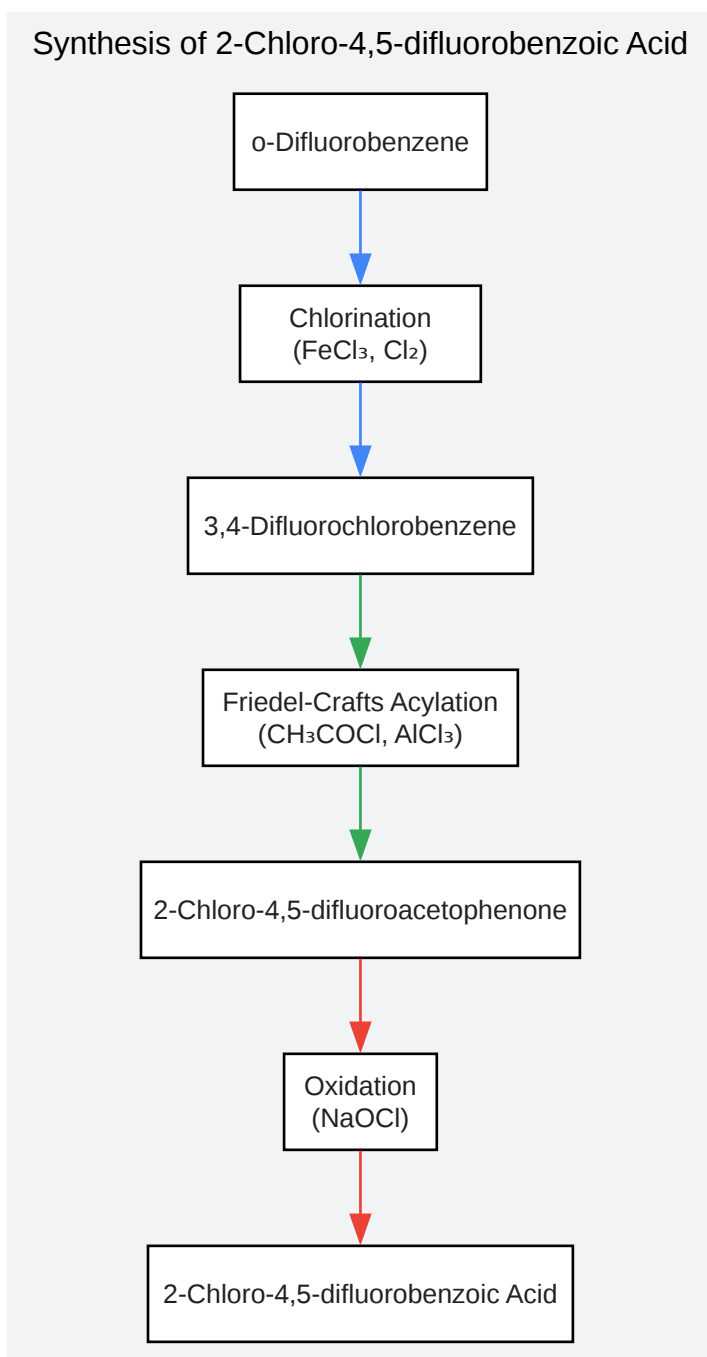 Synthesis of 2-Chloro-4,5-difluorobenzoic Acid
o-Difluorobenzene
Chlorination
(FeCl₃, Cl₂)
3,4-Difluorochlorobenzene
Friedel-Crafts Acylation
(CH₃COCl, AlCl₃)
2-Chloro-4,5-difluoroacetophenone
Oxidation
(NaOCl)
2-Chloro-4,5-difluorobenzoic Acid